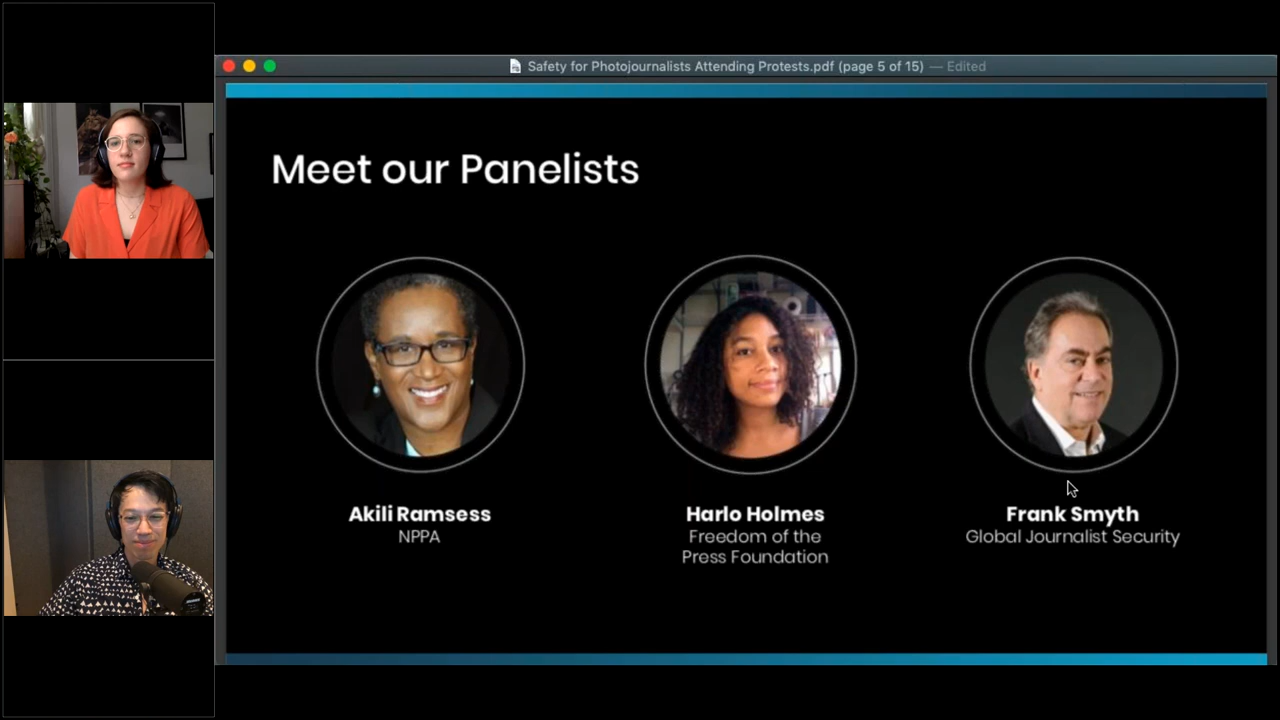 Safety for Photojournalists Attending Protests.pdf (page 5 of 15) — Edited
Meet our Panelists
Akili Ramsess
NPPA
Harlo Holmes
Freedom of the
Press Foundation
Frank Smyth
Global Journalist Security